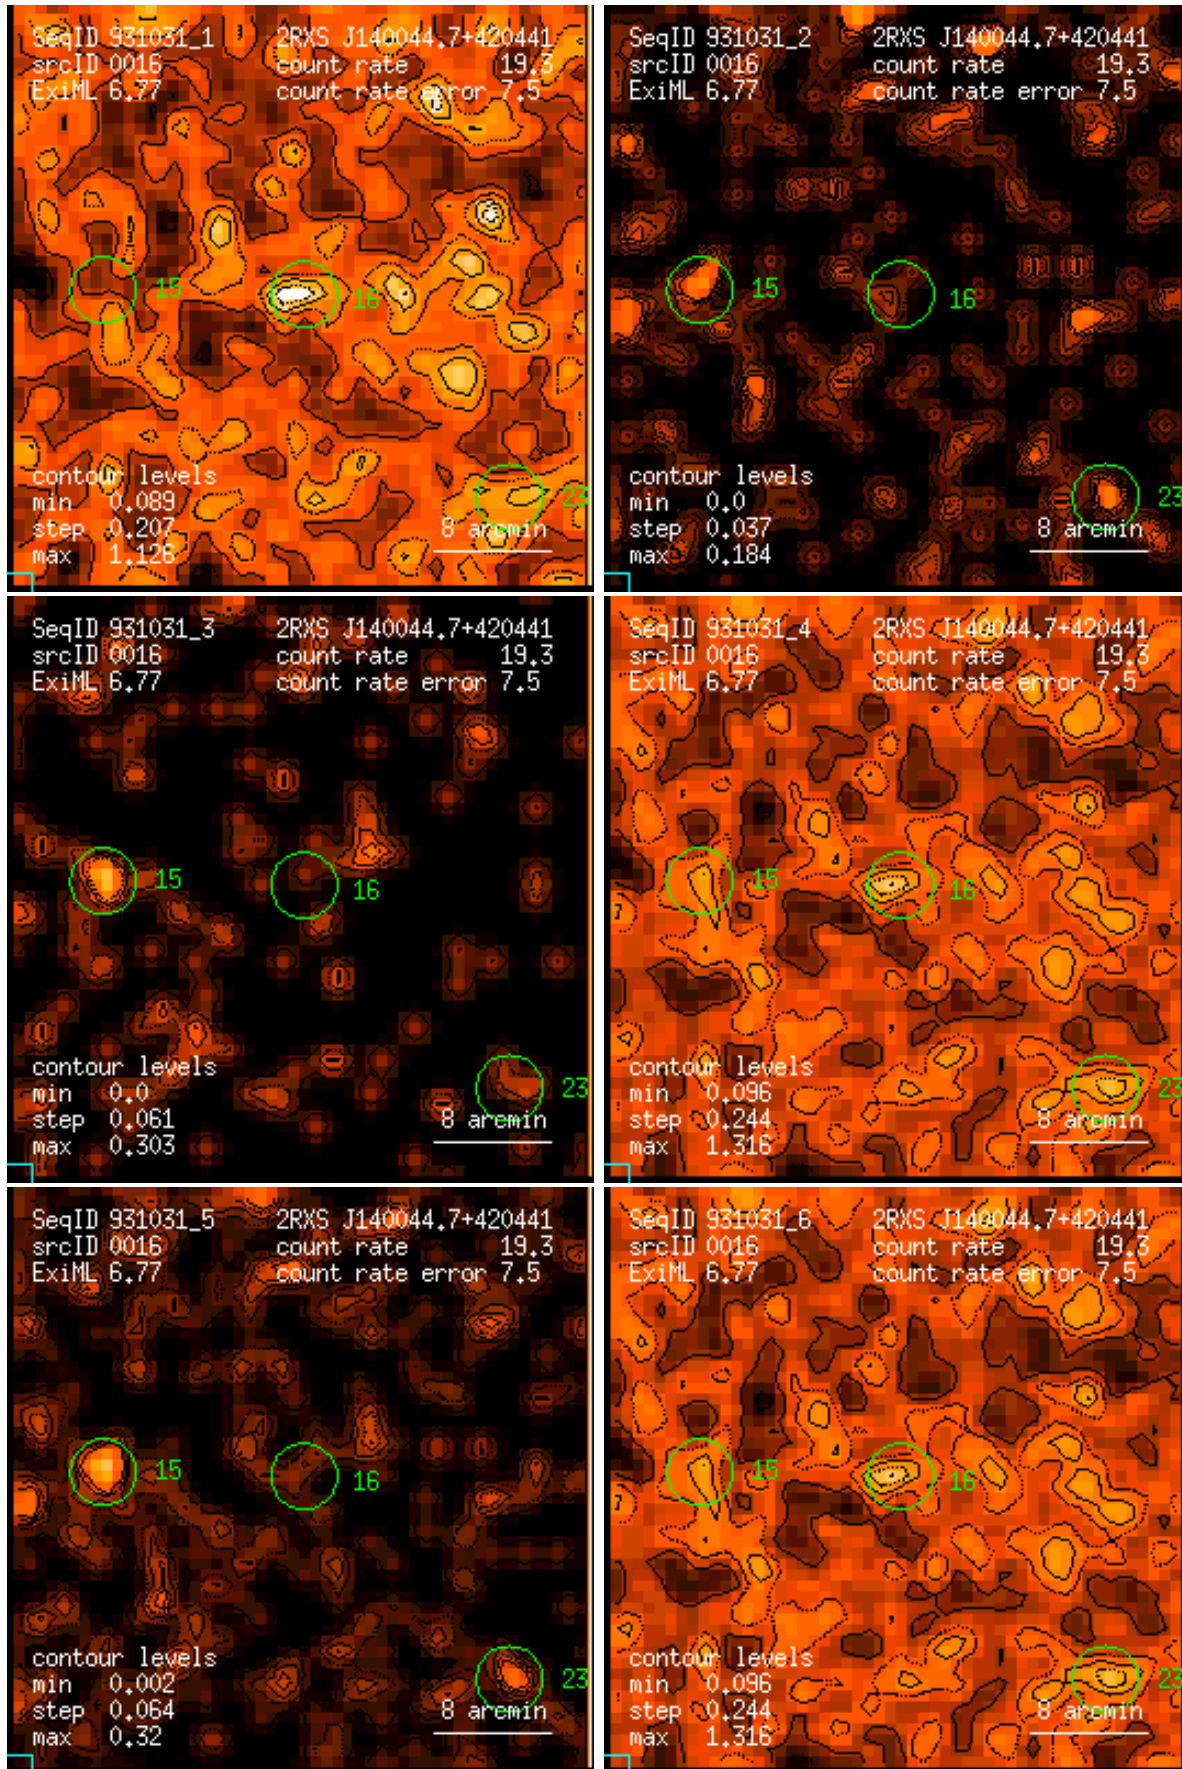 SeqID 931031_1 2RXS J140044.7+420441
srcID 0016 count rate 19.3
ExiML 6.77 count rate error 7.5
15
16
contour levels
min 0.089
23
step 0.207
8 arcmin
max 1.126
SeqID 931031_2 2RXS J140044.7+420441
srcID 0016 count rate 19.3
ExiML 6.77 count rate error 7.5
15
16
contour levels
min 0.0
23
step 0.037
8 arcmin
max 0.184
SeqID 931031_3 2RXS J140044.7+420441
srcID 0016 count rate 19.3
ExiML 6.77 count rate error 7.5
15
16
contour levels
min 0.0
23
step 0.061
8 arcmin
max 0.303
SeqID 931031_4 2RXS J140044.7+420441
srcID 0016 count rate 19.3
ExiML 6.77 count rate error 7.5
15
16
contour levels
min 0.096
23
step 0.244
8 arcmin
max 1.316
SeqID 931031_5 2RXS J140044.7+420441
srcID 0016 count rate 19.3
ExiML 6.77 count rate error 7.5
15
16
contour levels
min 0.002
23
step 0.064
8 arcmin
max 0.32
SeqID 931031_6 2RXS J140044.7+420441
srcID 0016 count rate 19.3
ExiML 6.77 count rate error 7.5
15
16
contour levels
min 0.096
23
step 0.244
8 arcmin
max 1.316